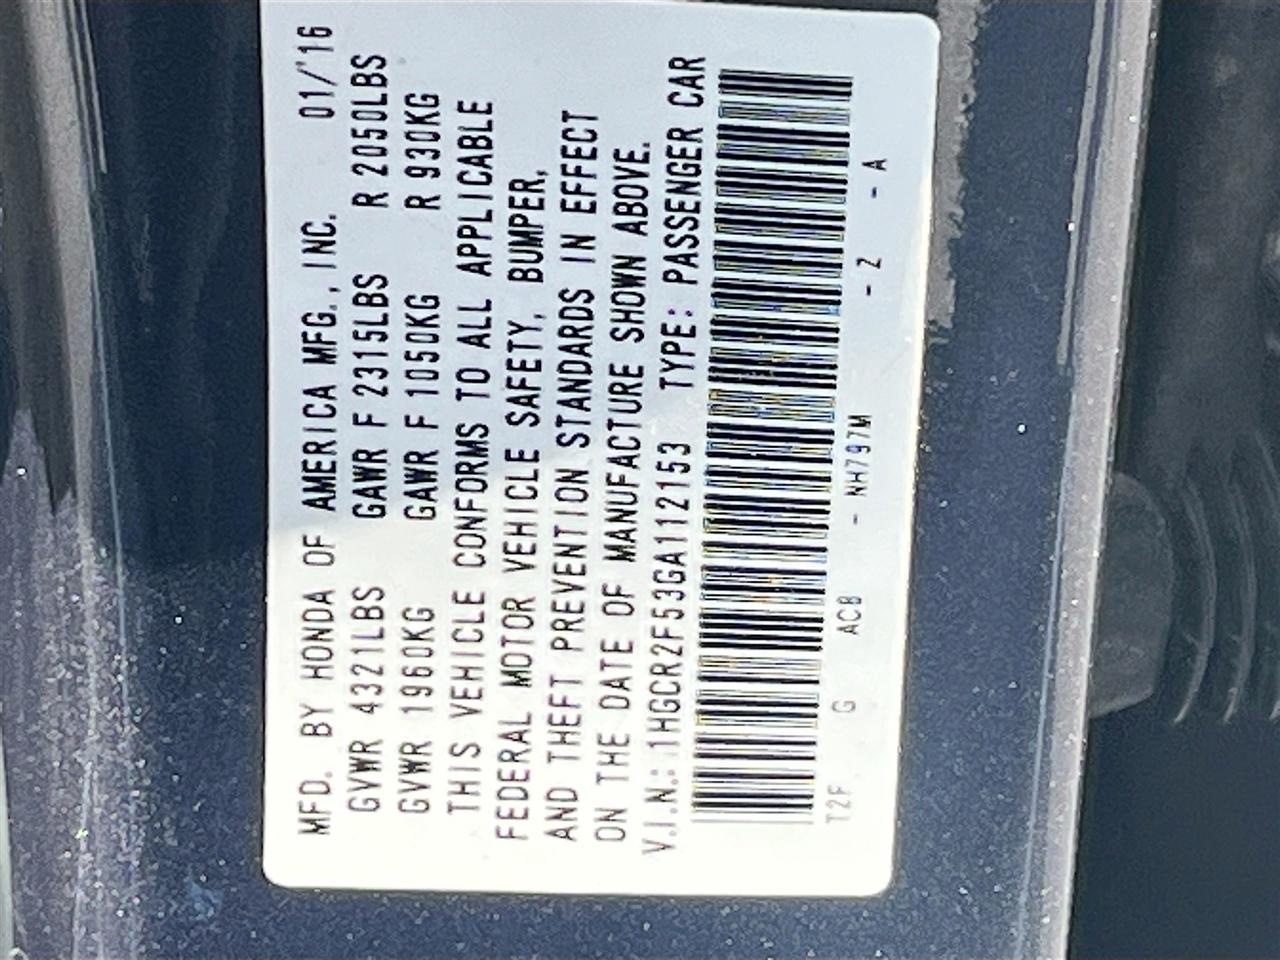 MFD. BY HONDA OF AMERICA MFG., INC. 01/'16
GVWR 4321LBS GAWR F 2315LBS R 2050LBS
GVWR 1960KG GAWR F 1050KG R 930KG
THIS VEHICLE CONFORMS TO ALL APPLICABLE
FEDERAL MOTOR VEHICLE SAFETY, BUMPER,
AND THEFT PREVENTION STANDARDS IN EFFECT
ON THE DATE OF MANUFACTURE SHOWN ABOVE.
V.I.N.: 1HGCR2F53GA112153 TYPE: PASSENGER CAR
T2F G ACB - NH797M - Z - A